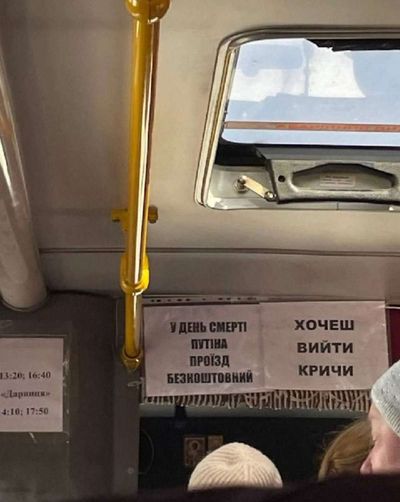 У ДЕНЬ СМЕРТІ
ПУТІНА
ПРОЇЗД
БЕЗКОШТОВНИЙ
ХОЧЕШ
ВИЙТИ
КРИЧИ
13:20; 16:40
«Дарниця»
4:10; 17:50